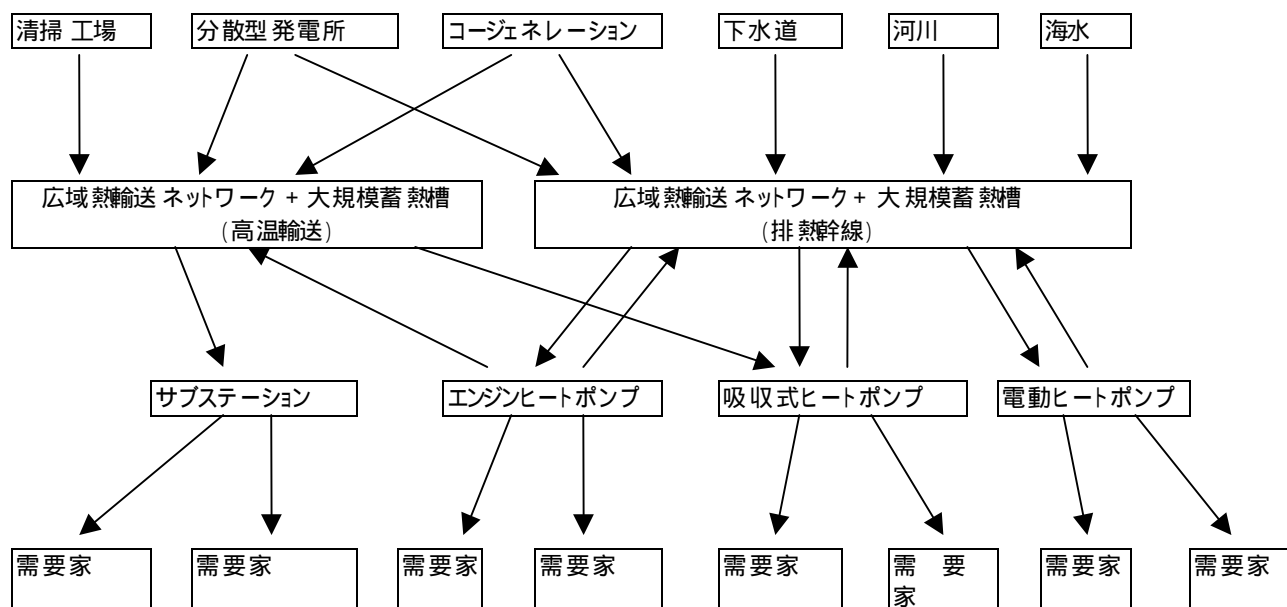 清掃工場
分散型発電所
コージェネレーション
下水道
河川
海水
広域熱輸送ネットワーク + 大規模蓄熱槽
(高温輸送)
広域熱輸送ネットワーク + 大規模蓄熱槽
(排熱幹線)
サブステーション
エンジンヒートポンプ
吸収式ヒートポンプ
電動ヒートポンプ
需要家
需要家
需要家
需要家
需要家
需 要
家
需要家
需要家